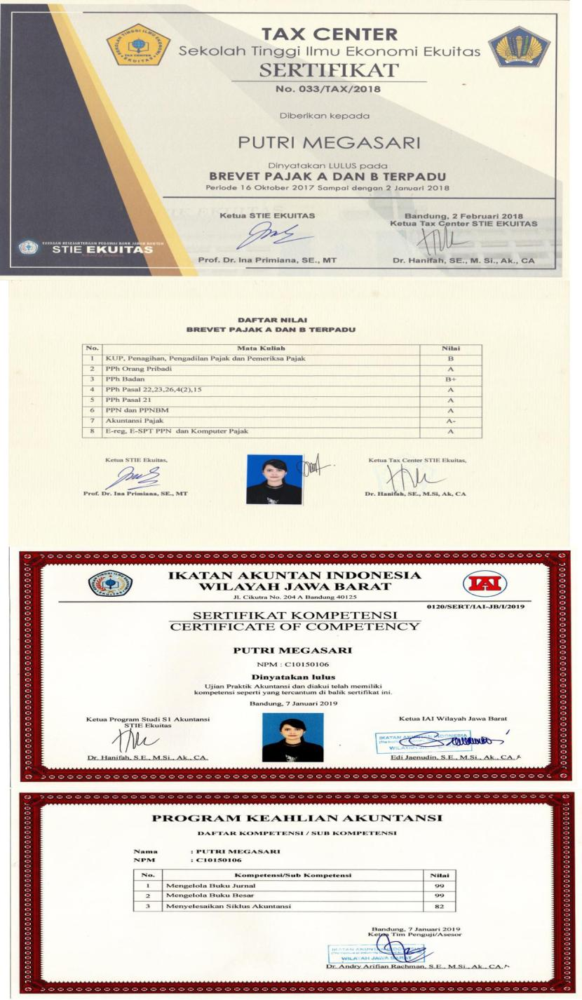 TAX CENTER
Sekolah Tinggi Ilmu Ekonomi Ekuitas
SERTIFIKAT
No. 033/TAX/2018
Diberikan kepada
PUTRI MEGASARI
Dinyatakan LULUS pada
BREVET PAJAK A DAN B TERPADU
Periode 16 Oktober 2017 Sampai dengan 2 Januari 2018
Ketua STIE EKUITAS
Bandung, 2 Februari 2018
Ketua Tax Center STIE EKUITAS
YAYASAN KESEJAHTERAAN PEGAWAI BANK JABAR BANTEN
STIE EKUITAS
Prof. Dr. Ina Primiana, SE., MT
Dr. Hanifah, SE., M. Si., Ak., CA
DAFTAR NILAI
BREVET PAJAK A DAN B TERPADU
No. Mata Kuliah Nilai
1 KUP, Penagihan, Pengadilan Pajak dan Pemeriksa Pajak B
2 PPh Orang Pribadi A
3 PPh Badan B+
4 PPh Pasal 22,23,26,4(2),15 A
5 PPh Pasal 21 A
6 PPN dan PPNBM A
7 Akuntansi Pajak A-
8 E-reg, E-SPT PPN dan Komputer Pajak A
Ketua STIE Ekuitas,
Ketua Tax Center STIE Ekuitas,
Prof. Dr. Ina Primiana, SE., MT
Dr. Hanifah, SE., M.Si, Ak, CA
IKATAN AKUNTAN INDONESIA
WILAYAH JAWA BARAT
Jl. Cikutra No. 204 A Bandung 40125
IAI
0120/SERT/IAI-JB/I/2019
SERTIFIKAT KOMPETENSI
CERTIFICATE OF COMPETENCY
PUTRI MEGASARI
NPM : C10150106
Dinyatakan lulus
Ujian Praktik Akuntansi dan diakui telah memiliki
kompetensi seperti yang tercantum di balik sertifikat ini.
Bandung, 7 Januari 2019
Ketua Program Studi S1 Akuntansi
STIE Ekuitas
Ketua IAI Wilayah Jawa Barat
Dr. Hanifah, S.E., M.Si., Ak., CA.
Edi Jaenudin, S.E., M.Si., Ak., CA.
PROGRAM KEAHLIAN AKUNTANSI
DAFTAR KOMPETENSI / SUB KOMPETENSI
Nama : PUTRI MEGASARI
NPM : C10150106
No. Kompetensi/Sub Kompetensi Nilai
1 Mengelola Buku Jurnal 99
2 Mengelola Buku Besar 99
3 Menyelesaikan Siklus Akuntansi 82
Bandung, 7 Januari 2019
Ketua Tim Penguji/Asesor
WILAYAH JAWA BARAT
Dr. Andry Arifian Rachman, S.E., M.Si., Ak., CA.